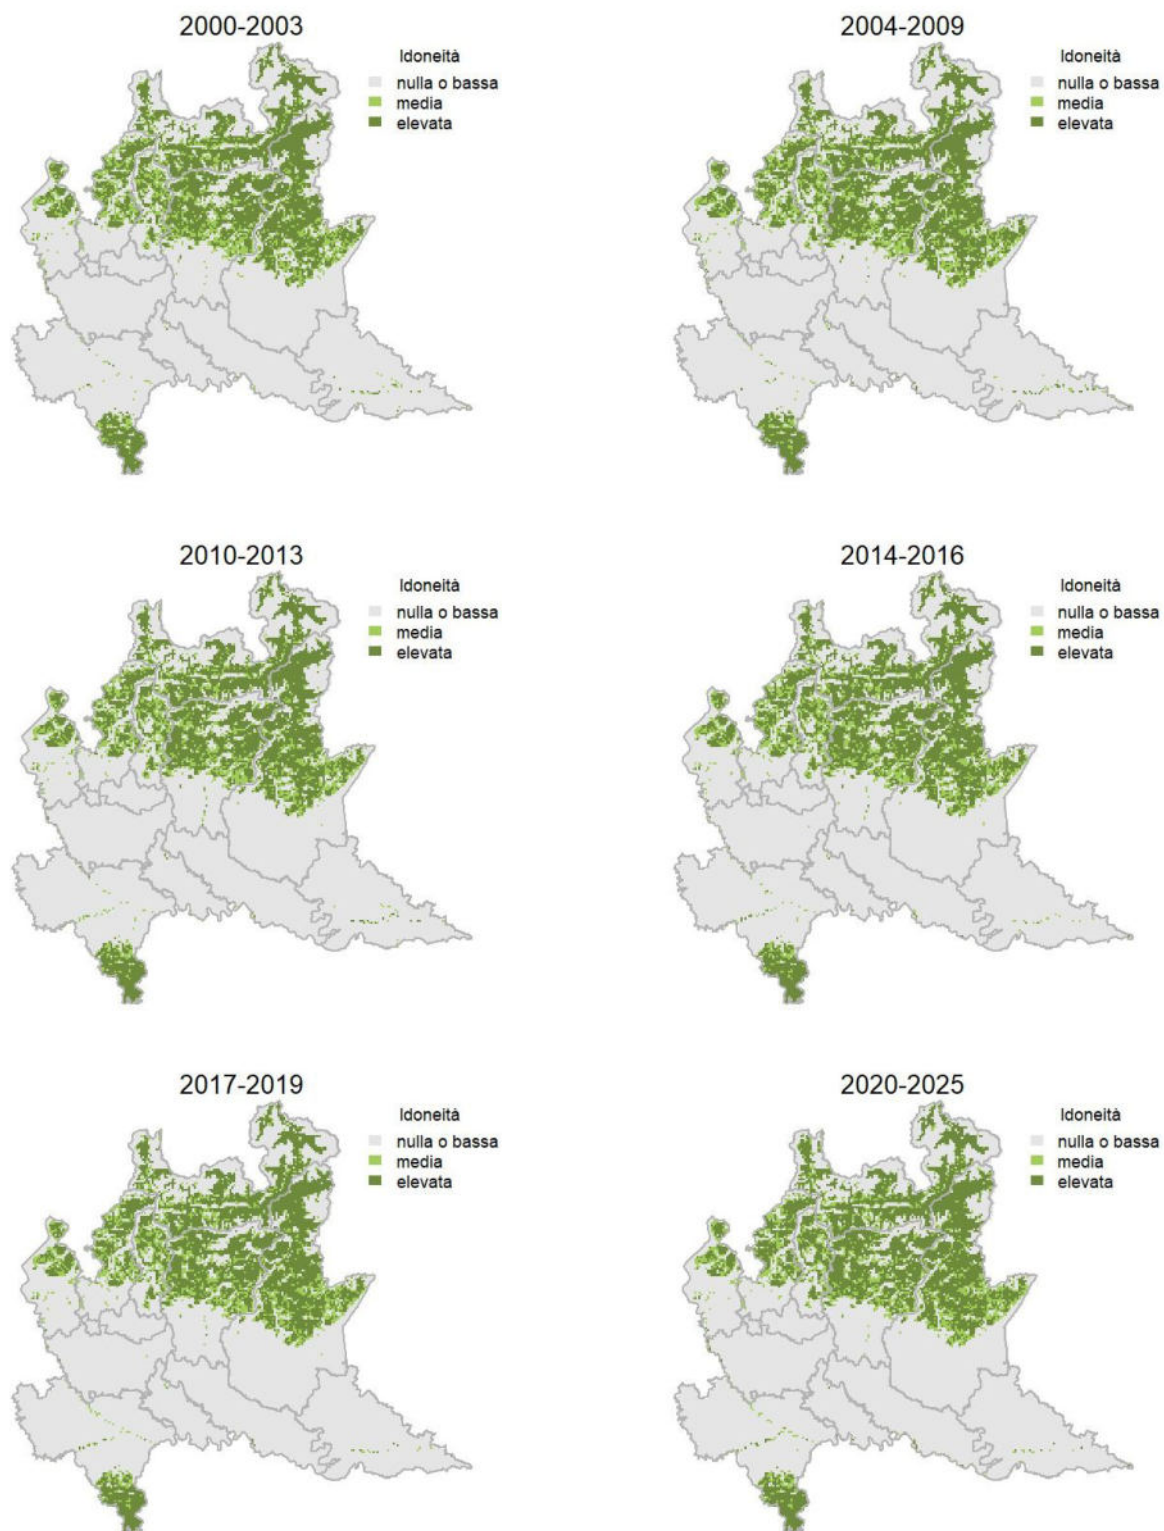 2000-2003
Idoneità
nulla o bassa
media
elevata
2004-2009
Idoneità
nulla o bassa
media
elevata
2010-2013
Idoneità
nulla o bassa
media
elevata
2014-2016
Idoneità
nulla o bassa
media
elevata
2017-2019
Idoneità
nulla o bassa
media
elevata
2020-2025
Idoneità
nulla o bassa
media
elevata